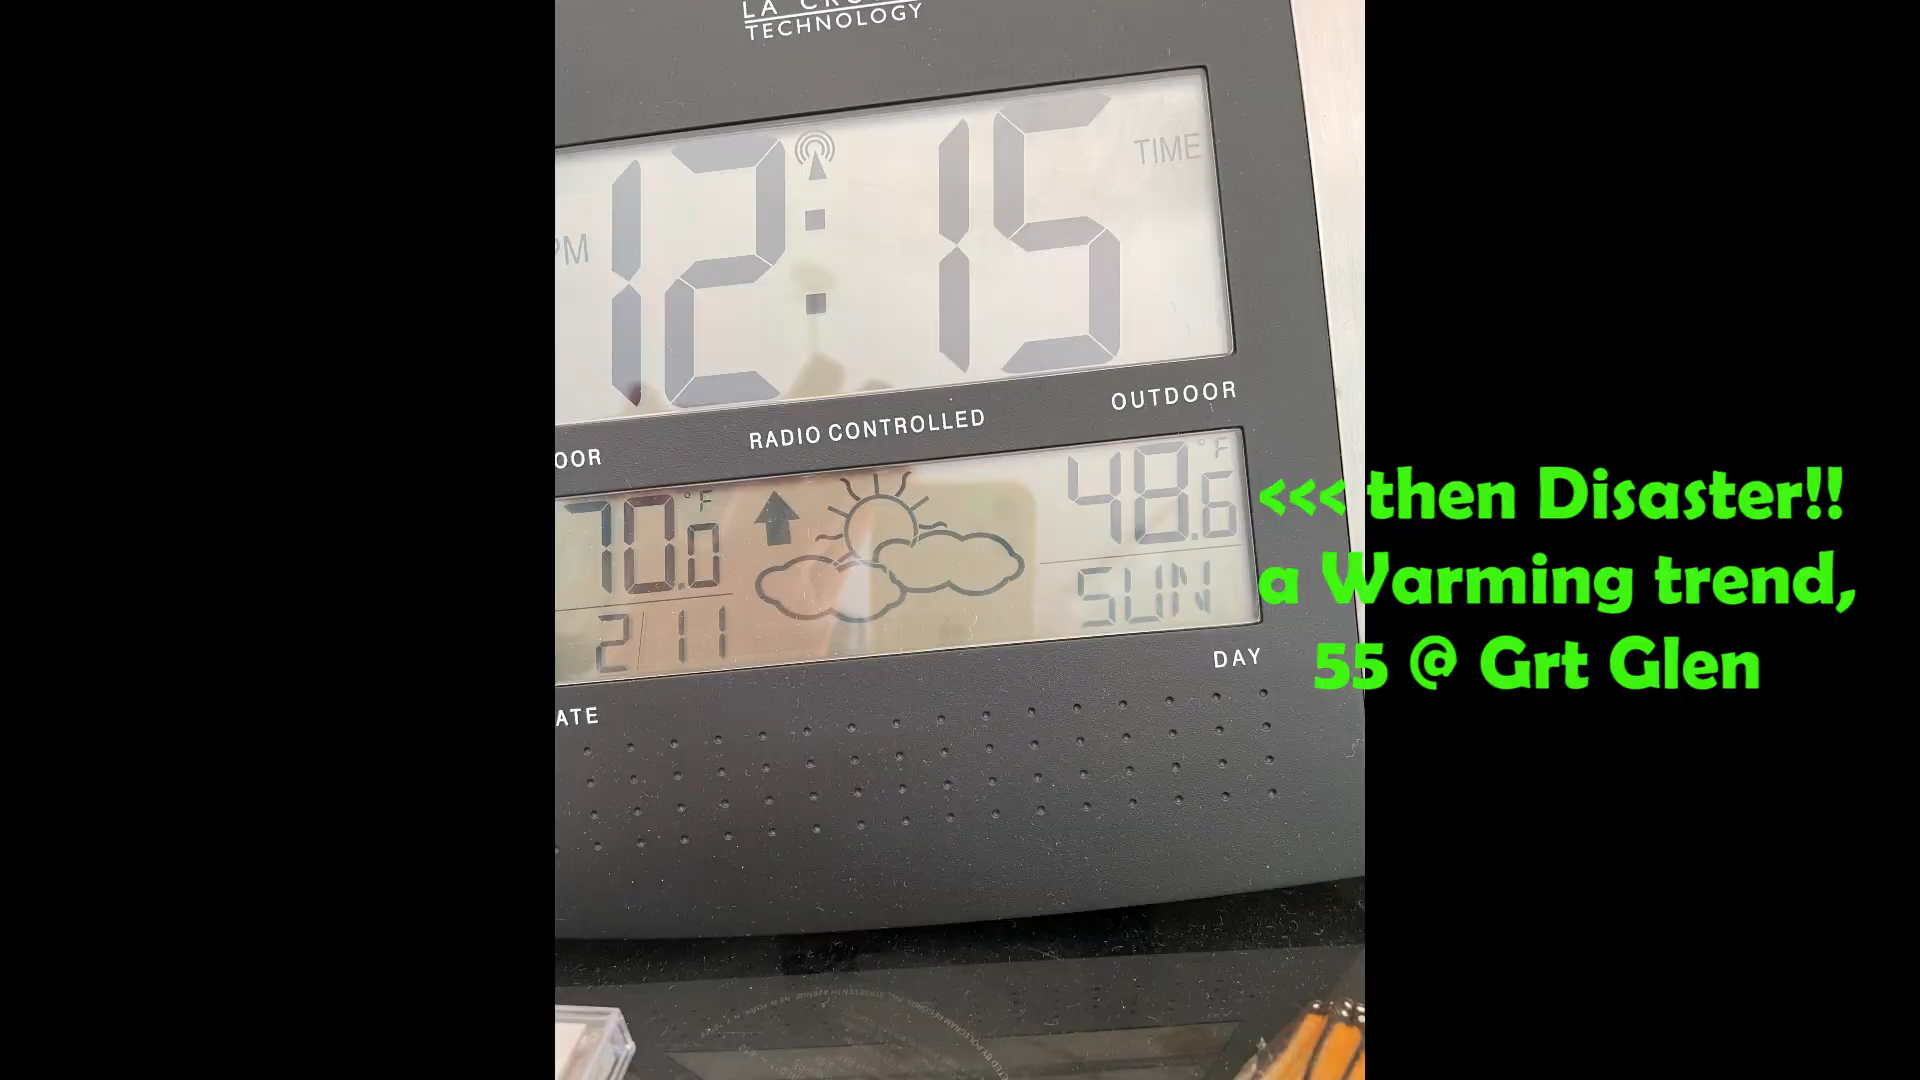 LA CRO
TECHNOLOGY
TIME
PM
12:15
OUTDOOR
RADIO CONTROLLED
OOR
70.0 °F
48.6 °F
2/11
SUN
DAY
ATE
<<< then Disaster!!
a Warming trend,
55 @ Grt Glen